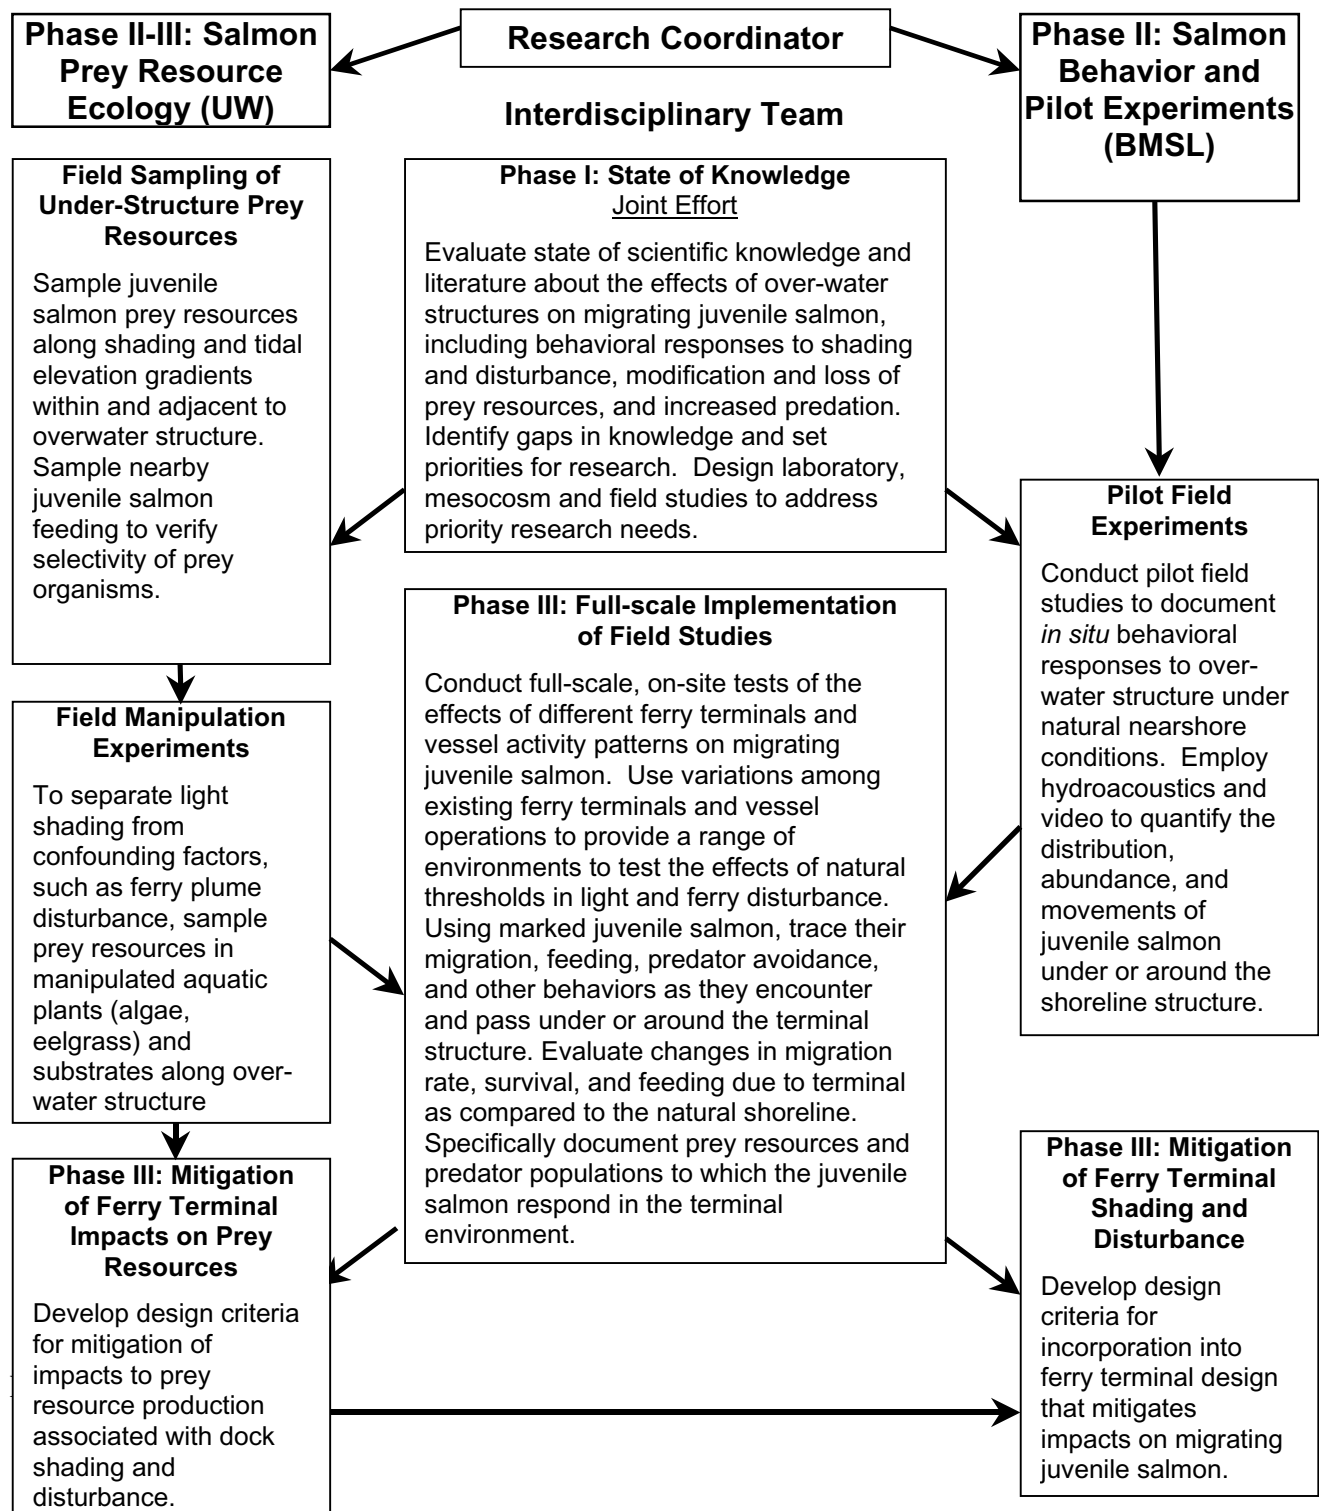 Phase II-III: Salmon
Prey Resource
Ecology (UW)
Research Coordinator
Interdisciplinary Team
Phase II: Salmon
Behavior and
Pilot Experiments
(BMSL)
Field Sampling of
Under-Structure Prey
Resources
Sample juvenile
salmon prey resources
along shading and tidal
elevation gradients
within and adjacent to
overwater structure.
Sample nearby
juvenile salmon
feeding to verify
selectivity of prey
organisms.
Phase I: State of Knowledge
Joint Effort
Evaluate state of scientific knowledge and
literature about the effects of over-water
structures on migrating juvenile salmon,
including behavioral responses to shading
and disturbance, modification and loss of
prey resources, and increased predation.
Identify gaps in knowledge and set
priorities for research.  Design laboratory,
mesocosm and field studies to address
priority research needs.
Pilot Field
Experiments
Conduct pilot field
studies to document
in situ behavioral
responses to over-
water structure under
natural nearshore
conditions.  Employ
hydroacoustics and
video to quantify the
distribution,
abundance, and
movements of
juvenile salmon
under or around the
shoreline structure.
Field Manipulation
Experiments
To separate light
shading from
confounding factors,
such as ferry plume
disturbance, sample
prey resources in
manipulated aquatic
plants (algae,
eelgrass) and
substrates along over-
water structure
Phase III: Full-scale Implementation
of Field Studies
Conduct full-scale, on-site tests of the
effects of different ferry terminals and
vessel activity patterns on migrating
juvenile salmon.  Use variations among
existing ferry terminals and vessel
operations to provide a range of
environments to test the effects of natural
thresholds in light and ferry disturbance.
Using marked juvenile salmon, trace their
migration, feeding, predator avoidance,
and other behaviors as they encounter
and pass under or around the terminal
structure. Evaluate changes in migration
rate, survival, and feeding due to terminal
as compared to the natural shoreline.
Specifically document prey resources and
predator populations to which the juvenile
salmon respond in the terminal
environment.
Phase III: Mitigation
of Ferry Terminal
Impacts on Prey
Resources
Develop design criteria
for mitigation of
impacts to prey
resource production
associated with dock
shading and
disturbance.
Phase III: Mitigation
of Ferry Terminal
Shading and
Disturbance
Develop design
criteria for
incorporation into
ferry terminal design
that mitigates
impacts on migrating
juvenile salmon.